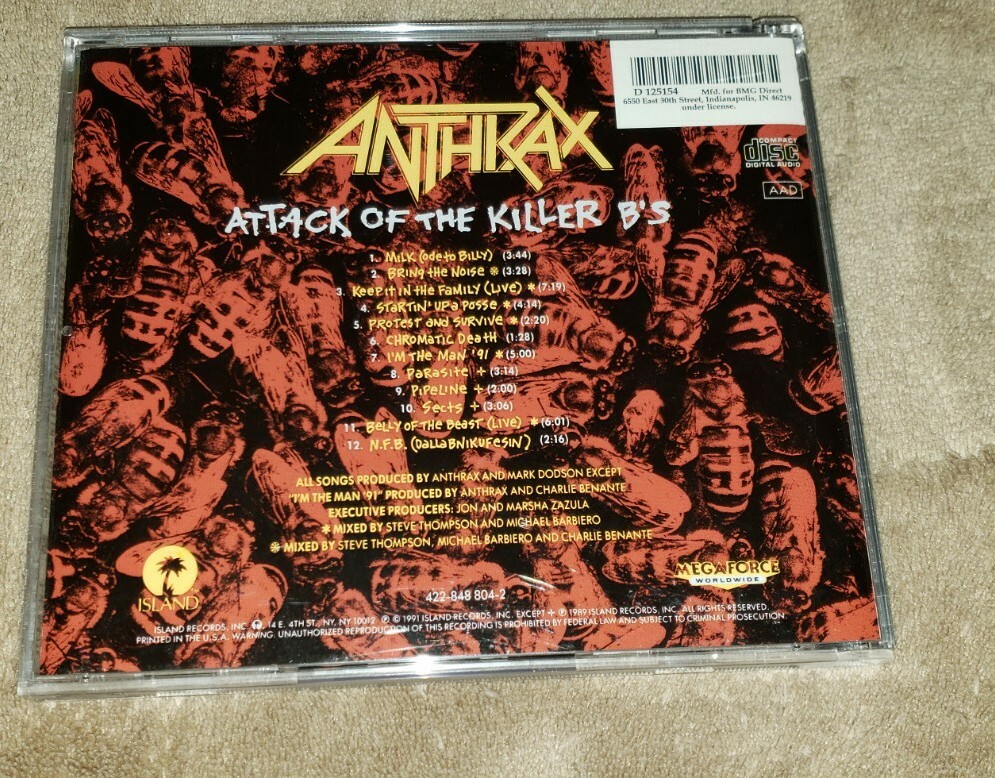 D 125154 Mfd. for BMG Direct
6550 East 30th Street, Indianapolis, IN 46219
under license.
ANTHRAX
COMPACT
disc
DIGITAL AUDIO
AAD
ATTACK OF THE KILLER B'S
1. MILK (ode to BILLY) (3:44)
2. BRING the NOISE ❋ (3:28)
3. KEEP it iN the FAMILY (LIVE) * (7:19)
4. STARTIN' UP a POSSE * (4:14)
5. PROTEST and SURVIVE * (2:20)
6. CHROMATIC DEATH (1:28)
7. I'M THE MAN '91 * (5:00)
8. PARASITE + (3:14)
9. PIPELINE + (2:00)
10. SECTS + (3:06)
11. BELLY OF THE BEAST (LIVE) * (6:01)
12. N.F.B. (DALLABNIKUFESIN) (2:16)
ALL SONGS PRODUCED BY ANTHRAX AND MARK DODSON EXCEPT
"I'M THE MAN '91" PRODUCED BY ANTHRAX AND CHARLIE BENANTE
EXECUTIVE PRODUCERS: JON AND MARSHA ZAZULA
* MIXED BY STEVE THOMPSON AND MICHAEL BARBIERO
❋ MIXED BY STEVE THOMPSON, MICHAEL BARBIERO AND CHARLIE BENANTE
ISLAND
MEGAFORCE
WORLDWIDE
422-848 804-2
ISLAND RECORDS, INC. 14 E. 4TH ST., NY, NY 10012 ℗ © 1991 ISLAND RECORDS, INC. EXCEPT + ℗ 1989 ISLAND RECORDS, INC. ALL RIGHTS RESERVED.
PRINTED IN THE U.S.A. WARNING: UNAUTHORIZED REPRODUCTION OF THIS RECORDING IS PROHIBITED BY FEDERAL LAW AND SUBJECT TO CRIMINAL PROSECUTION.